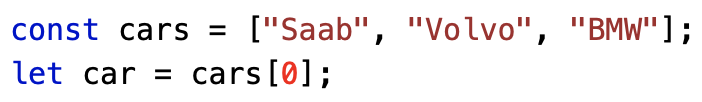 const cars = ["Saab", "Volvo", "BMW"];
let car = cars[0];